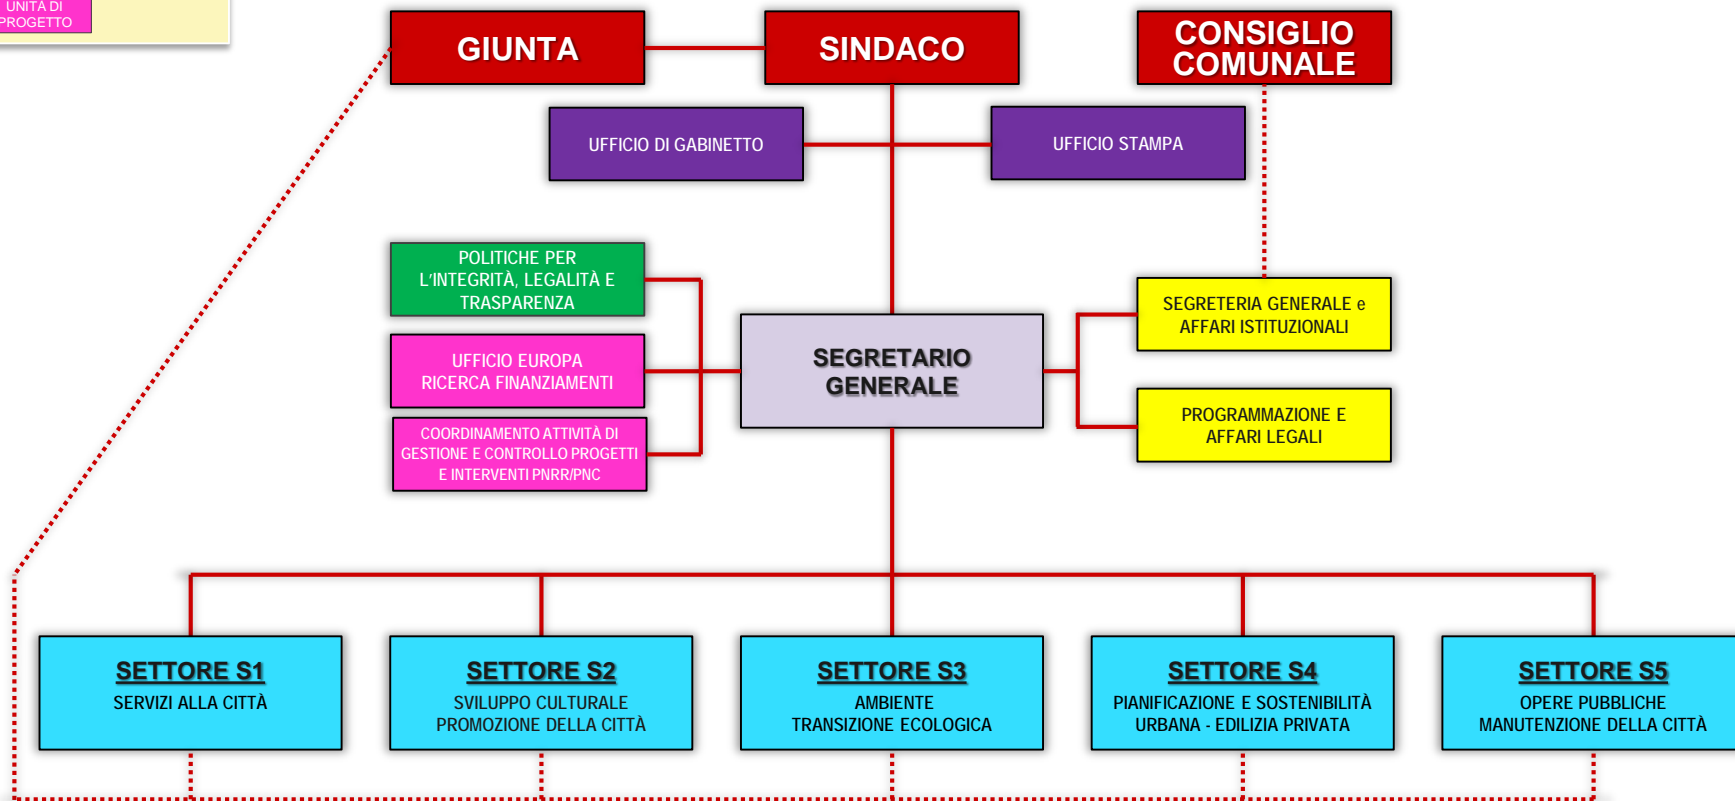 UNITÀ DI
PROGETTO
GIUNTA
SINDACO
CONSIGLIO
COMUNALE
UFFICIO DI GABINETTO
UFFICIO STAMPA
POLITICHE PER
L'INTEGRITÀ, LEGALITÀ E
TRASPARENZA
UFFICIO EUROPA
RICERCA FINANZIAMENTI
COORDINAMENTO ATTIVITÀ DI
GESTIONE E CONTROLLO PROGETTI
E INTERVENTI PNRR/PNC
SEGRETARIO
GENERALE
SEGRETERIA GENERALE e
AFFARI ISTITUZIONALI
PROGRAMMAZIONE E
AFFARI LEGALI
SETTORE S1
SERVIZI ALLA CITTÀ
SETTORE S2
SVILUPPO CULTURALE
PROMOZIONE DELLA CITTÀ
SETTORE S3
AMBIENTE
TRANSIZIONE ECOLOGICA
SETTORE S4
PIANIFICAZIONE E SOSTENIBILITÀ
URBANA - EDILIZIA PRIVATA
SETTORE S5
OPERE PUBBLICHE
MANUTENZIONE DELLA CITTÀ